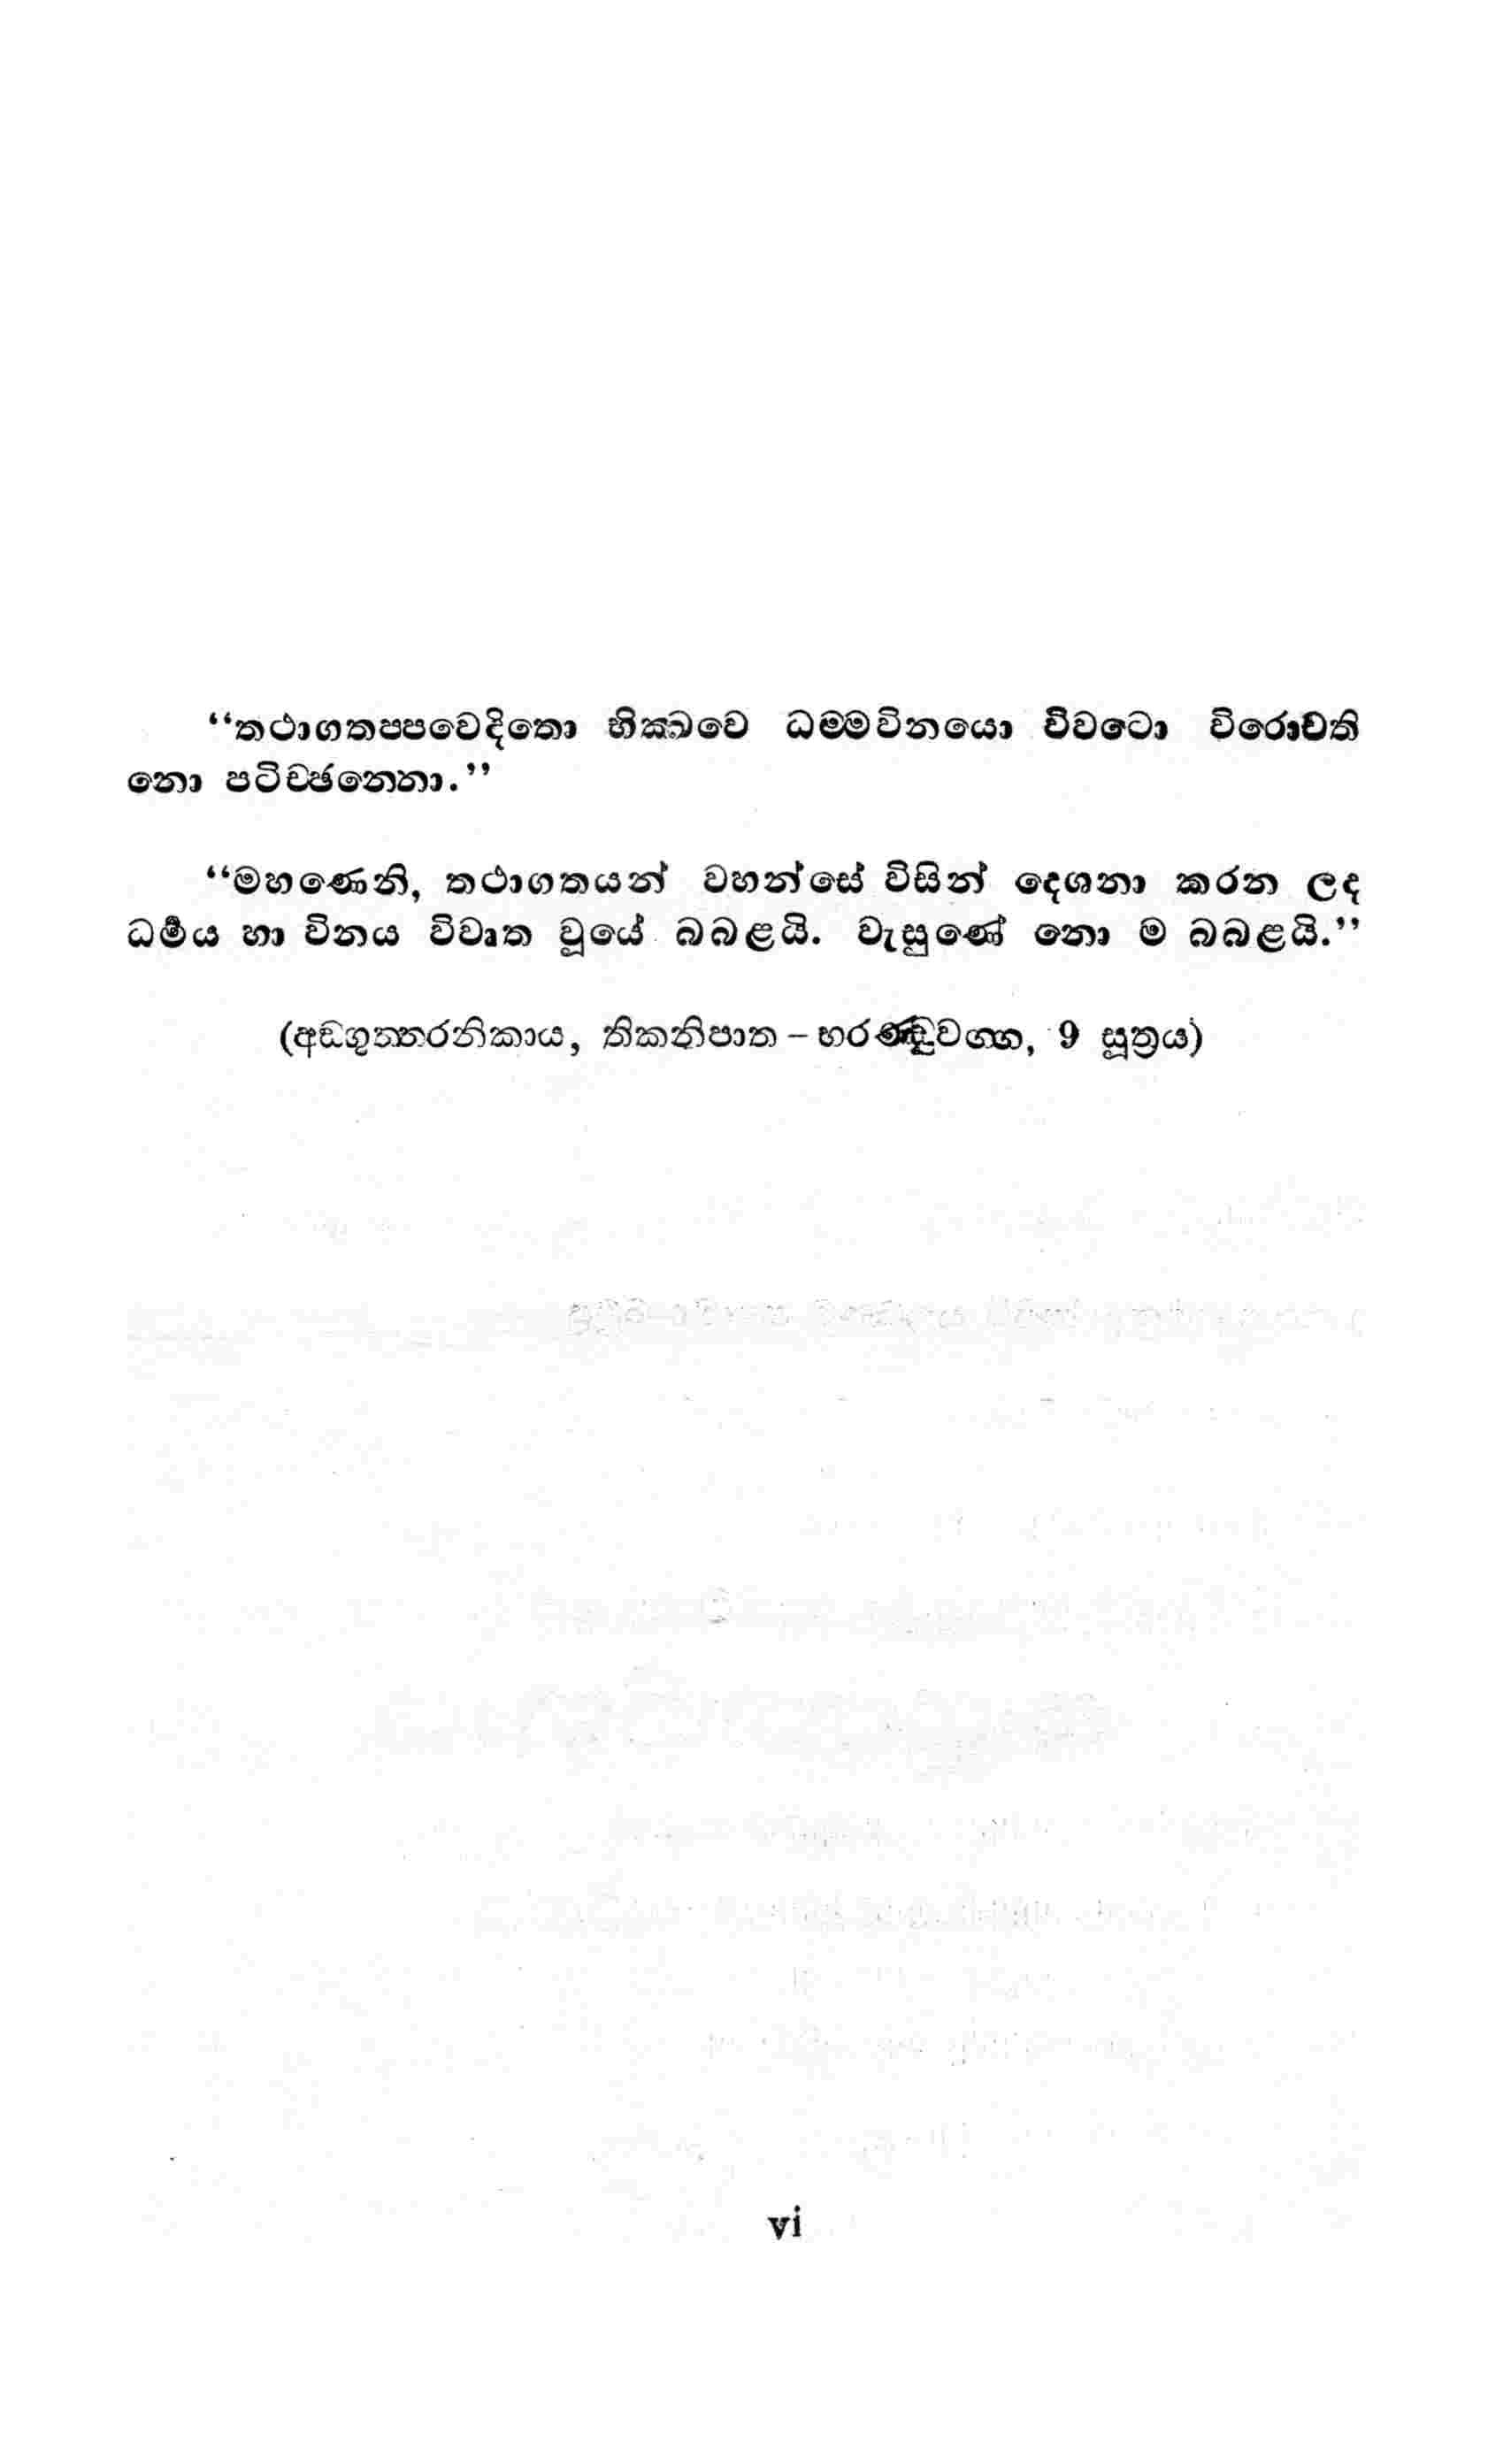 “තථාගතප්පවෙදිතො භික්ඛවෙ ධම්මවිනයො විවටො විරොචති
නො පටිච්ඡන්නො.”
“මහණෙනි, තථාගතයන් වහන්සේ විසින් දෙශනා කරන ලද
ධර්‍මය හා විනය විවෘත වූයේ බබළයි. වැසුණේ නො ම බබළයි.”
(අඞ්ගුත්තරනිකාය, තිකනිපාත – භරණ්ඩුවග්ග, 9 සූත්‍රය)
vi